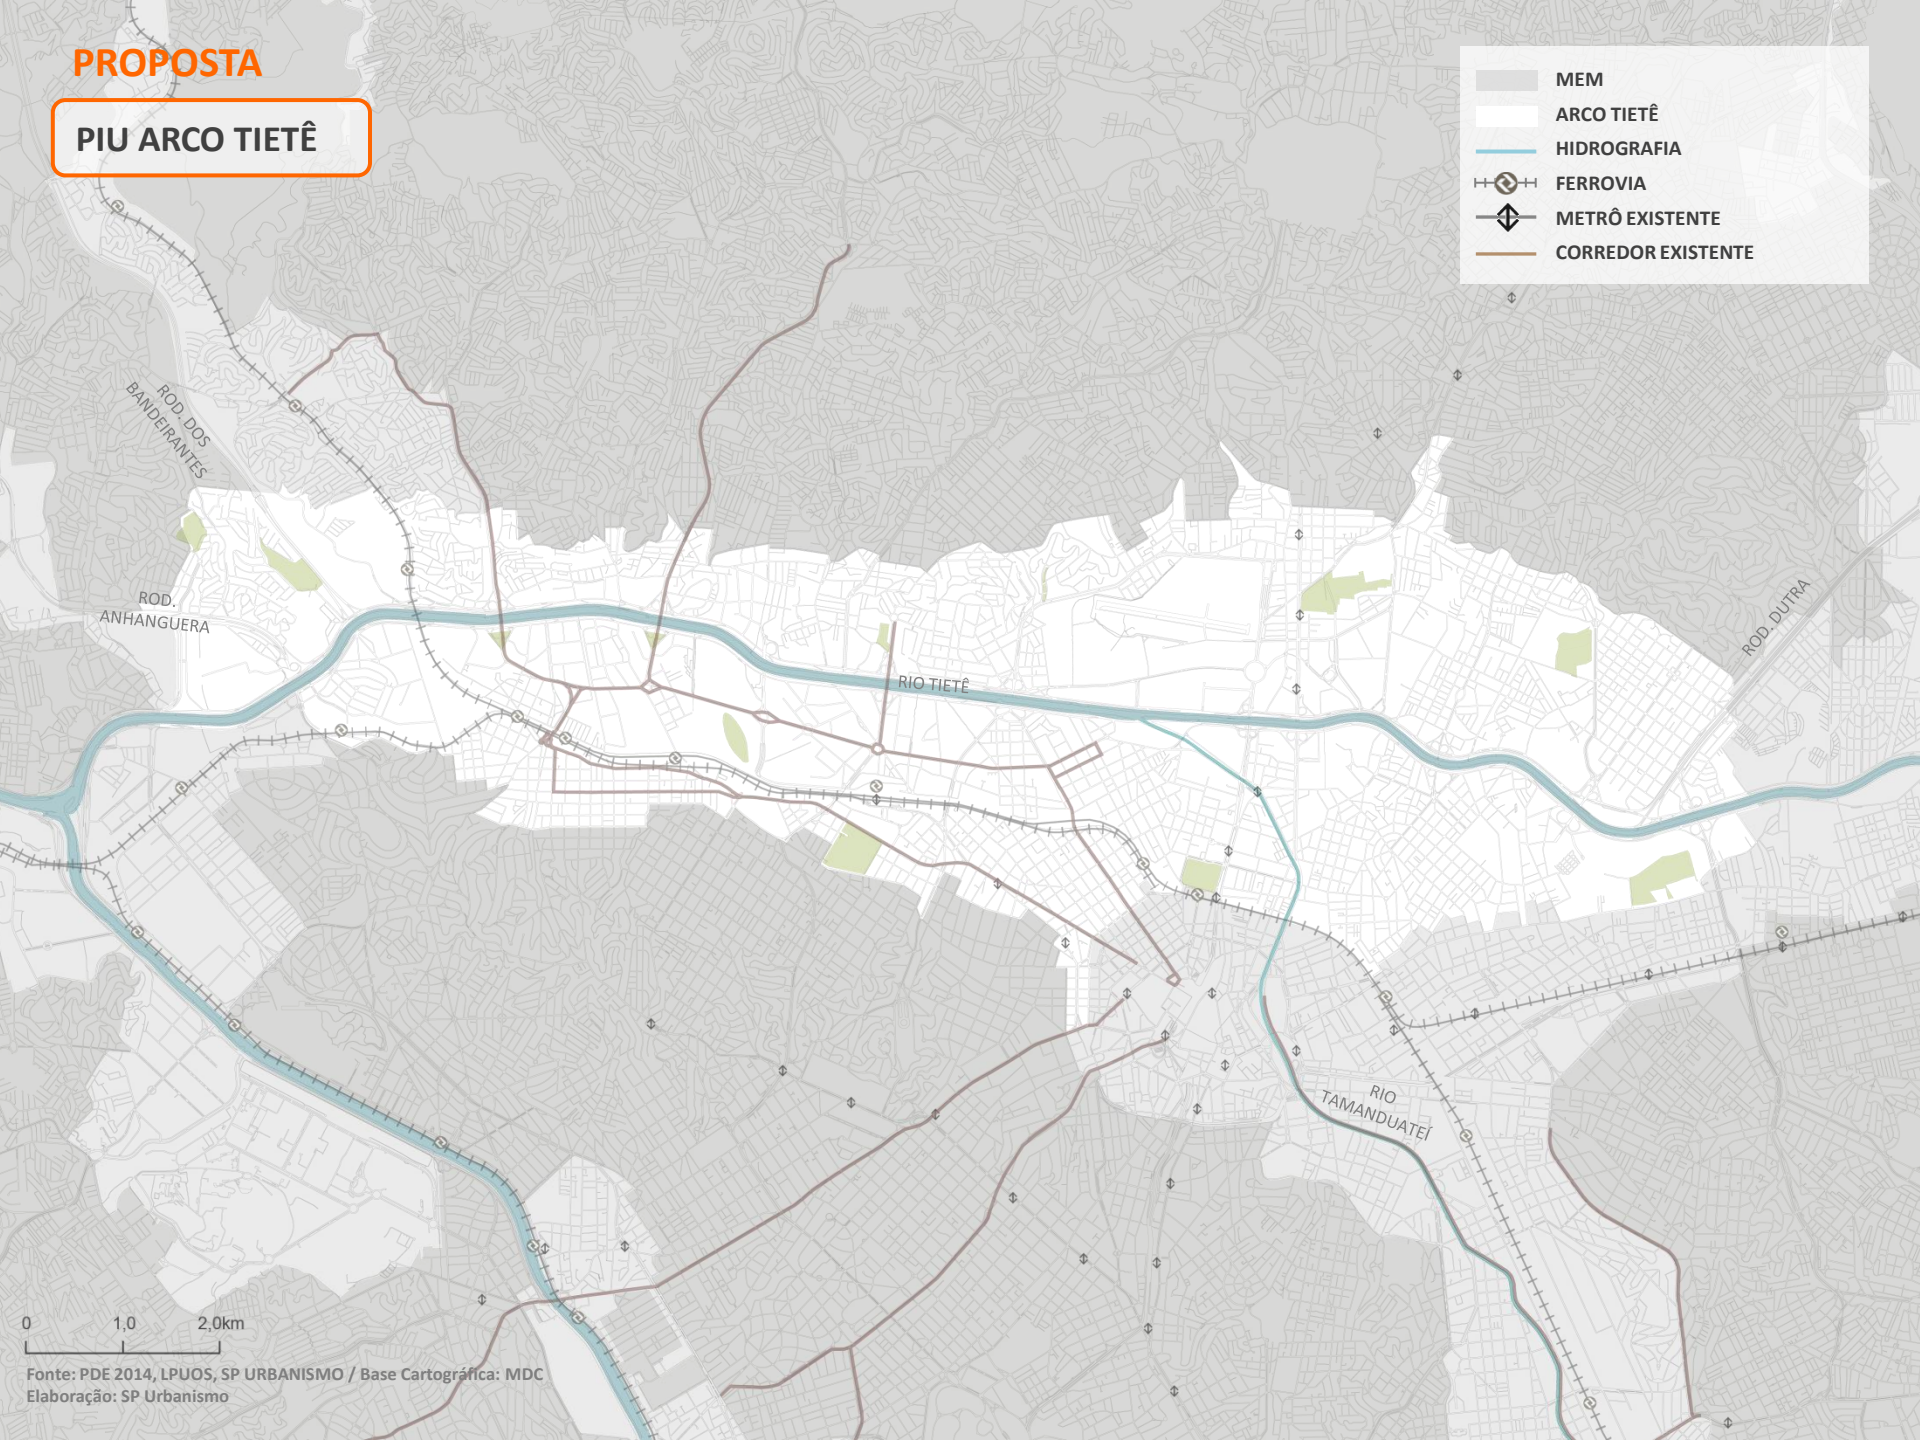 PROPOSTA
PIU ARCO TIETÊ
MEM
ARCO TIETÊ
HIDROGRAFIA
FERROVIA
METRÔ EXISTENTE
CORREDOR EXISTENTE
ROD. DOS
BANDEIRANTES
ROD.
ANHANGUERA
ROD. DUTRA
RIO TIETÊ
RIO
TAMANDUATEÍ
0 1,0 2,0km
Fonte: PDE 2014, LPUOS, SP URBANISMO / Base Cartográfica: MDC
Elaboração: SP Urbanismo